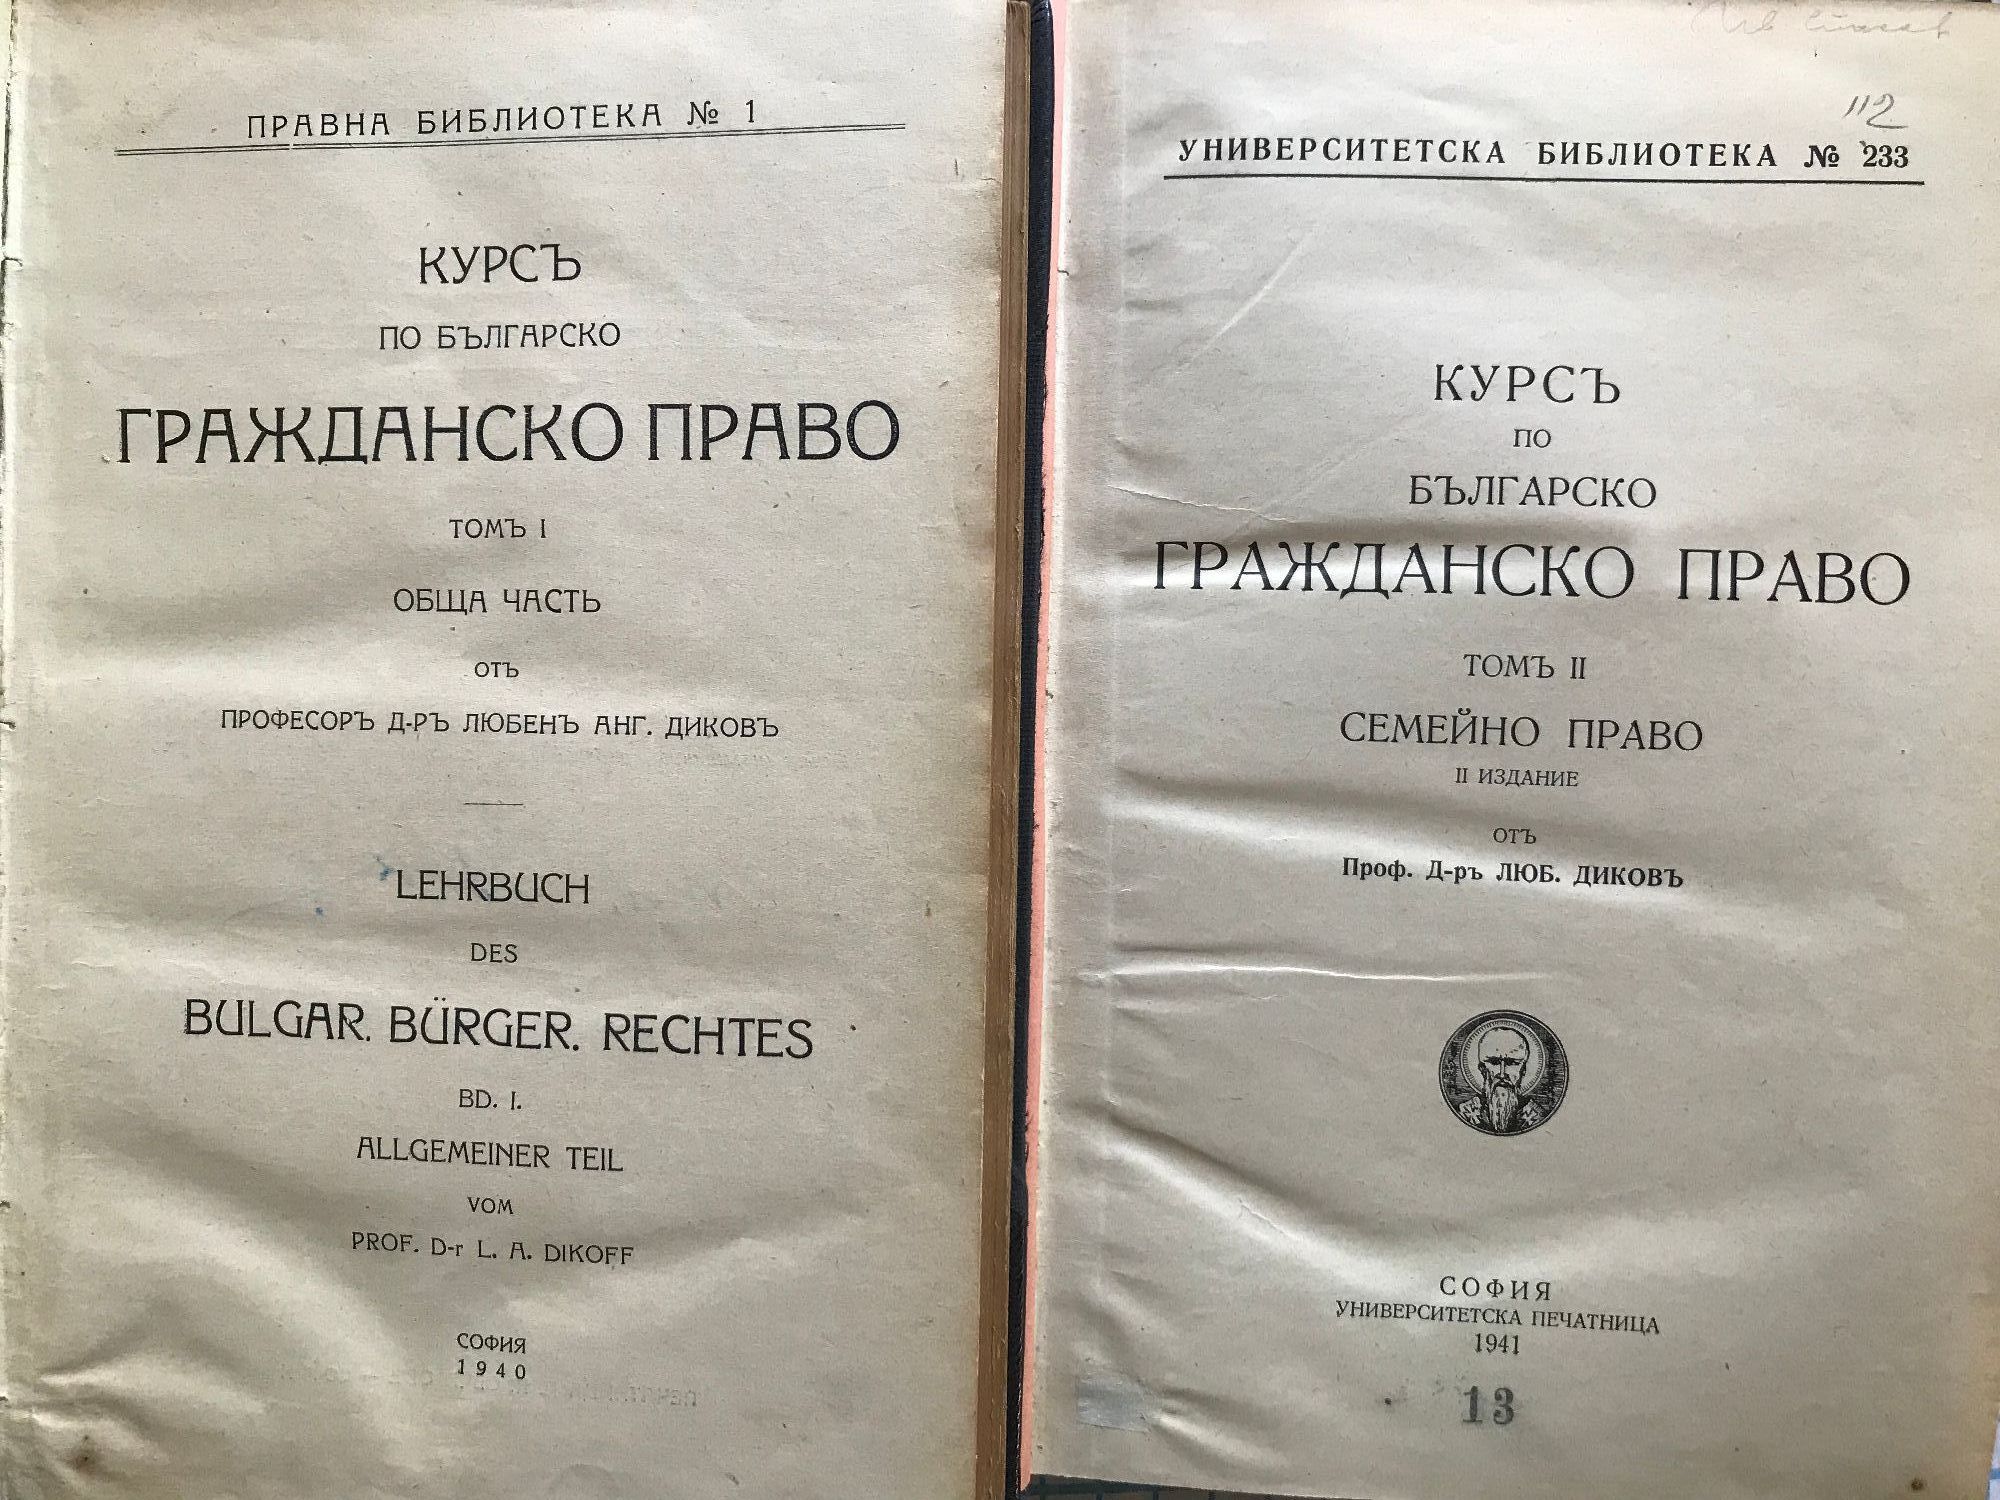 ПРАВНА БИБЛИОТЕКА № 1
КУРСЪ
ПО БЪЛГАРСКО
ГРАЖДАНСКО ПРАВО
ТОМЪ I
ОБЩА ЧАСТЬ
ОТЪ
ПРОФЕСОРЪ Д-РЪ ЛЮБЕНЪ АНГ. ДИКОВЪ
LEHRBUCH
DES
BULGAR. BÜRGER. RECHTES
BD. I.
ALLGEMEINER TEIL
VOM
PROF. D-r L. A. DIKOFF
СОФИЯ
1940
112
УНИВЕРСИТЕТСКА БИБЛИОТЕКА № 233
КУРСЪ
ПО
БЪЛГАРСКО
ГРАЖДАНСКО ПРАВО
ТОМЪ II
СЕМЕЙНО ПРАВО
II ИЗДАНИЕ
ОТЪ
Проф. Д-ръ ЛЮБ. ДИКОВЪ
СОФИЯ
УНИВЕРСИТЕТСКА ПЕЧАТНИЦА
1941
13